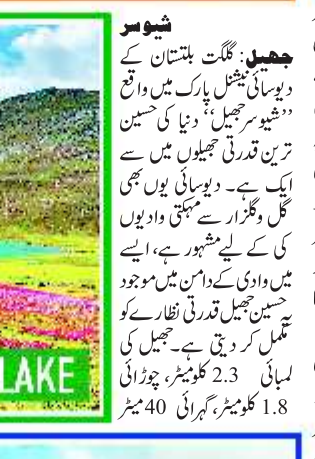 شیوسر
جھیل: گلگت بلتستان کے
دیوسائی نیشنل پارک میں واقع
’’شیوسر جھیل‘‘ دنیا کی حسین
ترین قدرتی جھیلوں میں سے
ایک ہے۔ دیوسائی یوں بھی
گل وگلزار سے مہکتی وادیوں
کی کے لیے مشہور ہے، ایسے
میں وادی کے دامن میں موجود
یہ حسین جھیل قدرتی نظارے کو
مکمل کر دیتی ہے۔ جھیل کی
لمبائی 2.3 کلومیٹر، چوڑائی
1.8 کلومیٹر، گہرائی 40 میٹر
LAKE